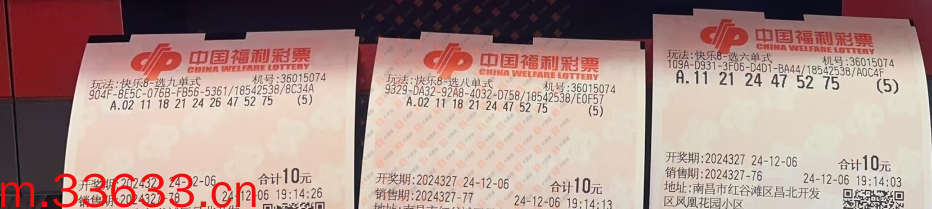 中国福利彩票
CHINA WELFARE LOTTERY
玩法:快乐8-选九单式 机号:36015074
904F-8E5C-076B-FB56-5361/18542538/8C34A
A.02 11 18 21 24 26 47 52 75 (5)
开奖期:2024327 24-12-06 合计10元
销售期:2024327-78 24-12-06 19:14:26
中国福利彩票
CHINA WELFARE LOTTERY
玩法:快乐8-选八单式 机号:36015074
9329-DA32-92A8-4032-D758/18542538/E0F57
A.02 11 18 21 24 47 52 75 (5)
开奖期:2024327 24-12-06 合计10元
销售期:2024327-77 24-12-06 19:14:13
中国福利彩票
CHINA WELFARE LOTTERY
玩法:快乐8-选六单式 机号:36015074
109A-D931-3F06-D4D1-BA44/18542538/A0C4F
A.11 21 24 47 52 75 (5)
开奖期:2024327 24-12-06 合计10元
销售期:2024327-76 24-12-06 19:14:03
地址:南昌市红谷滩区昌北开发
区凤凰花园小区
m.33633.cn